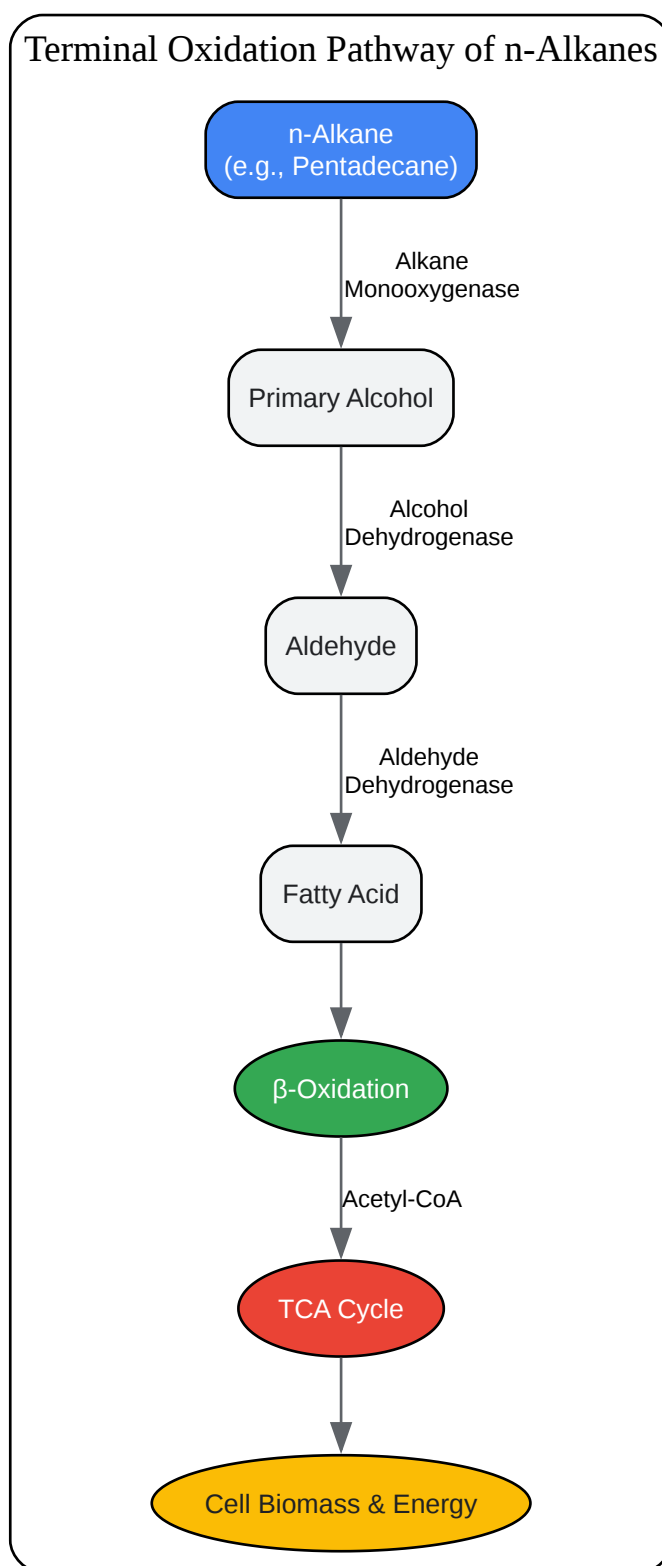 Terminal Oxidation Pathway of n-Alkanes
n-Alkane
(e.g., Pentadecane)
Alkane
Monooxygenase
Primary Alcohol
Alcohol
Dehydrogenase
Aldehyde
Aldehyde
Dehydrogenase
Fatty Acid
β-Oxidation
Acetyl-CoA
TCA Cycle
Cell Biomass & Energy